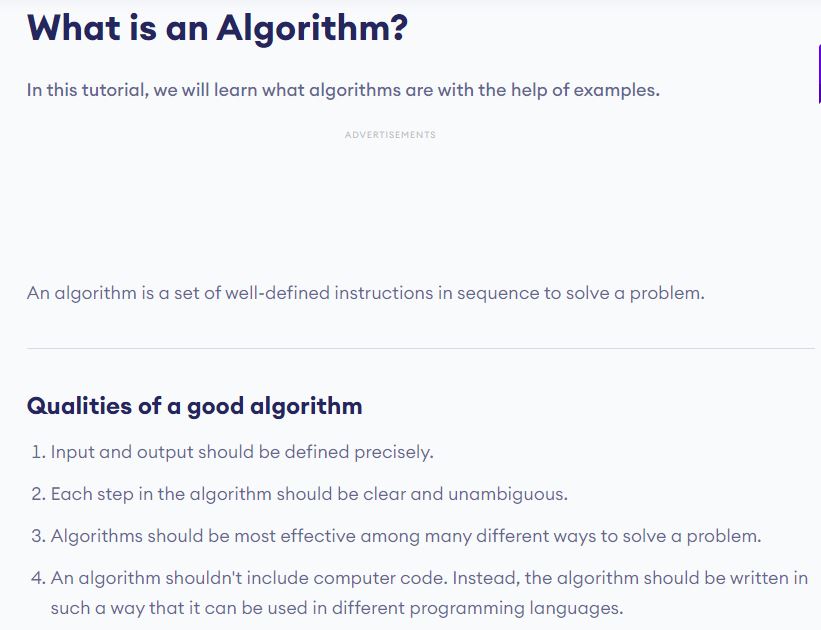 What is an Algorithm?
In this tutorial, we will learn what algorithms are with the help of examples.
ADVERTISEMENTS
An algorithm is a set of well-defined instructions in sequence to solve a problem.
Qualities of a good algorithm
1. Input and output should be defined precisely.
2. Each step in the algorithm should be clear and unambiguous.
3. Algorithms should be most effective among many different ways to solve a problem.
4. An algorithm shouldn't include computer code. Instead, the algorithm should be written in
such a way that it can be used in different programming languages.